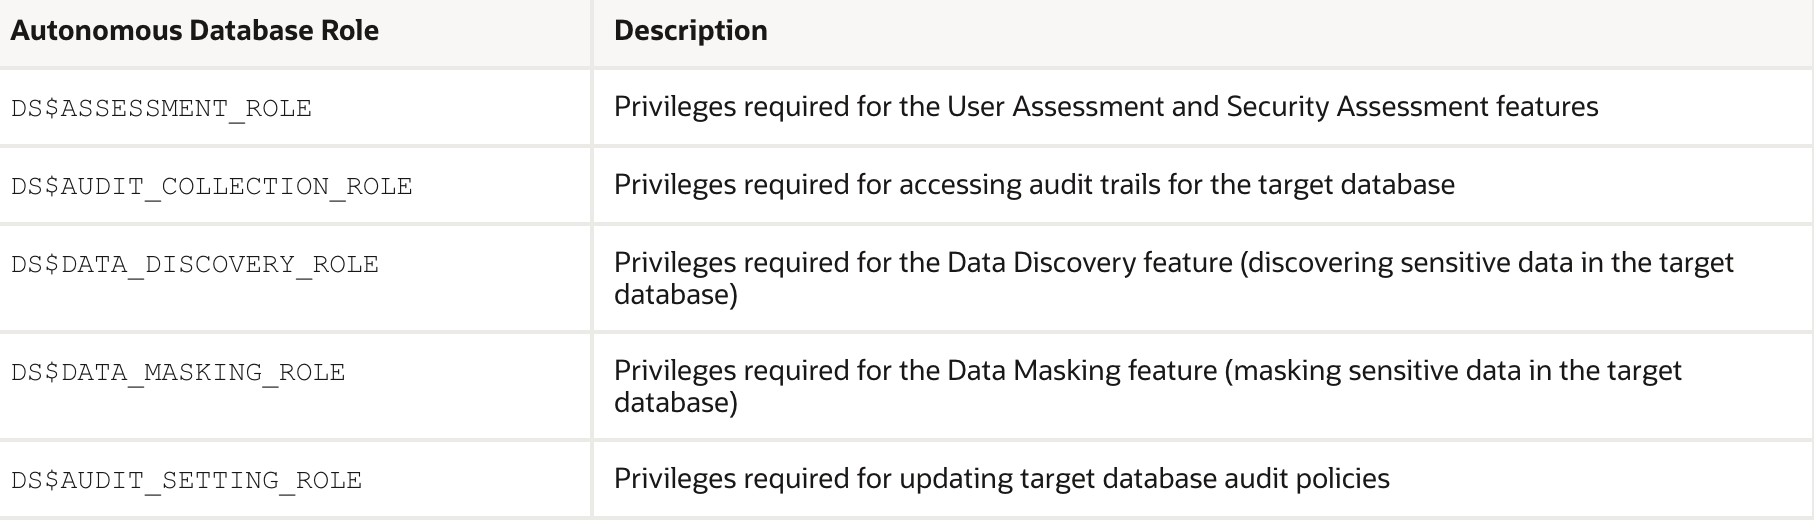 Autonomous Database Role
Description
DS$ASSESSMENT_ROLE
Privileges required for the User Assessment and Security Assessment features
DS$AUDIT_COLLECTION_ROLE
Privileges required for accessing audit trails for the target database
DS$DATA_DISCOVERY_ROLE
Privileges required for the Data Discovery feature (discovering sensitive data in the target
database)
DS$DATA_MASKING_ROLE
Privileges required for the Data Masking feature (masking sensitive data in the target
database)
DS$AUDIT_SETTING_ROLE
Privileges required for updating target database audit policies